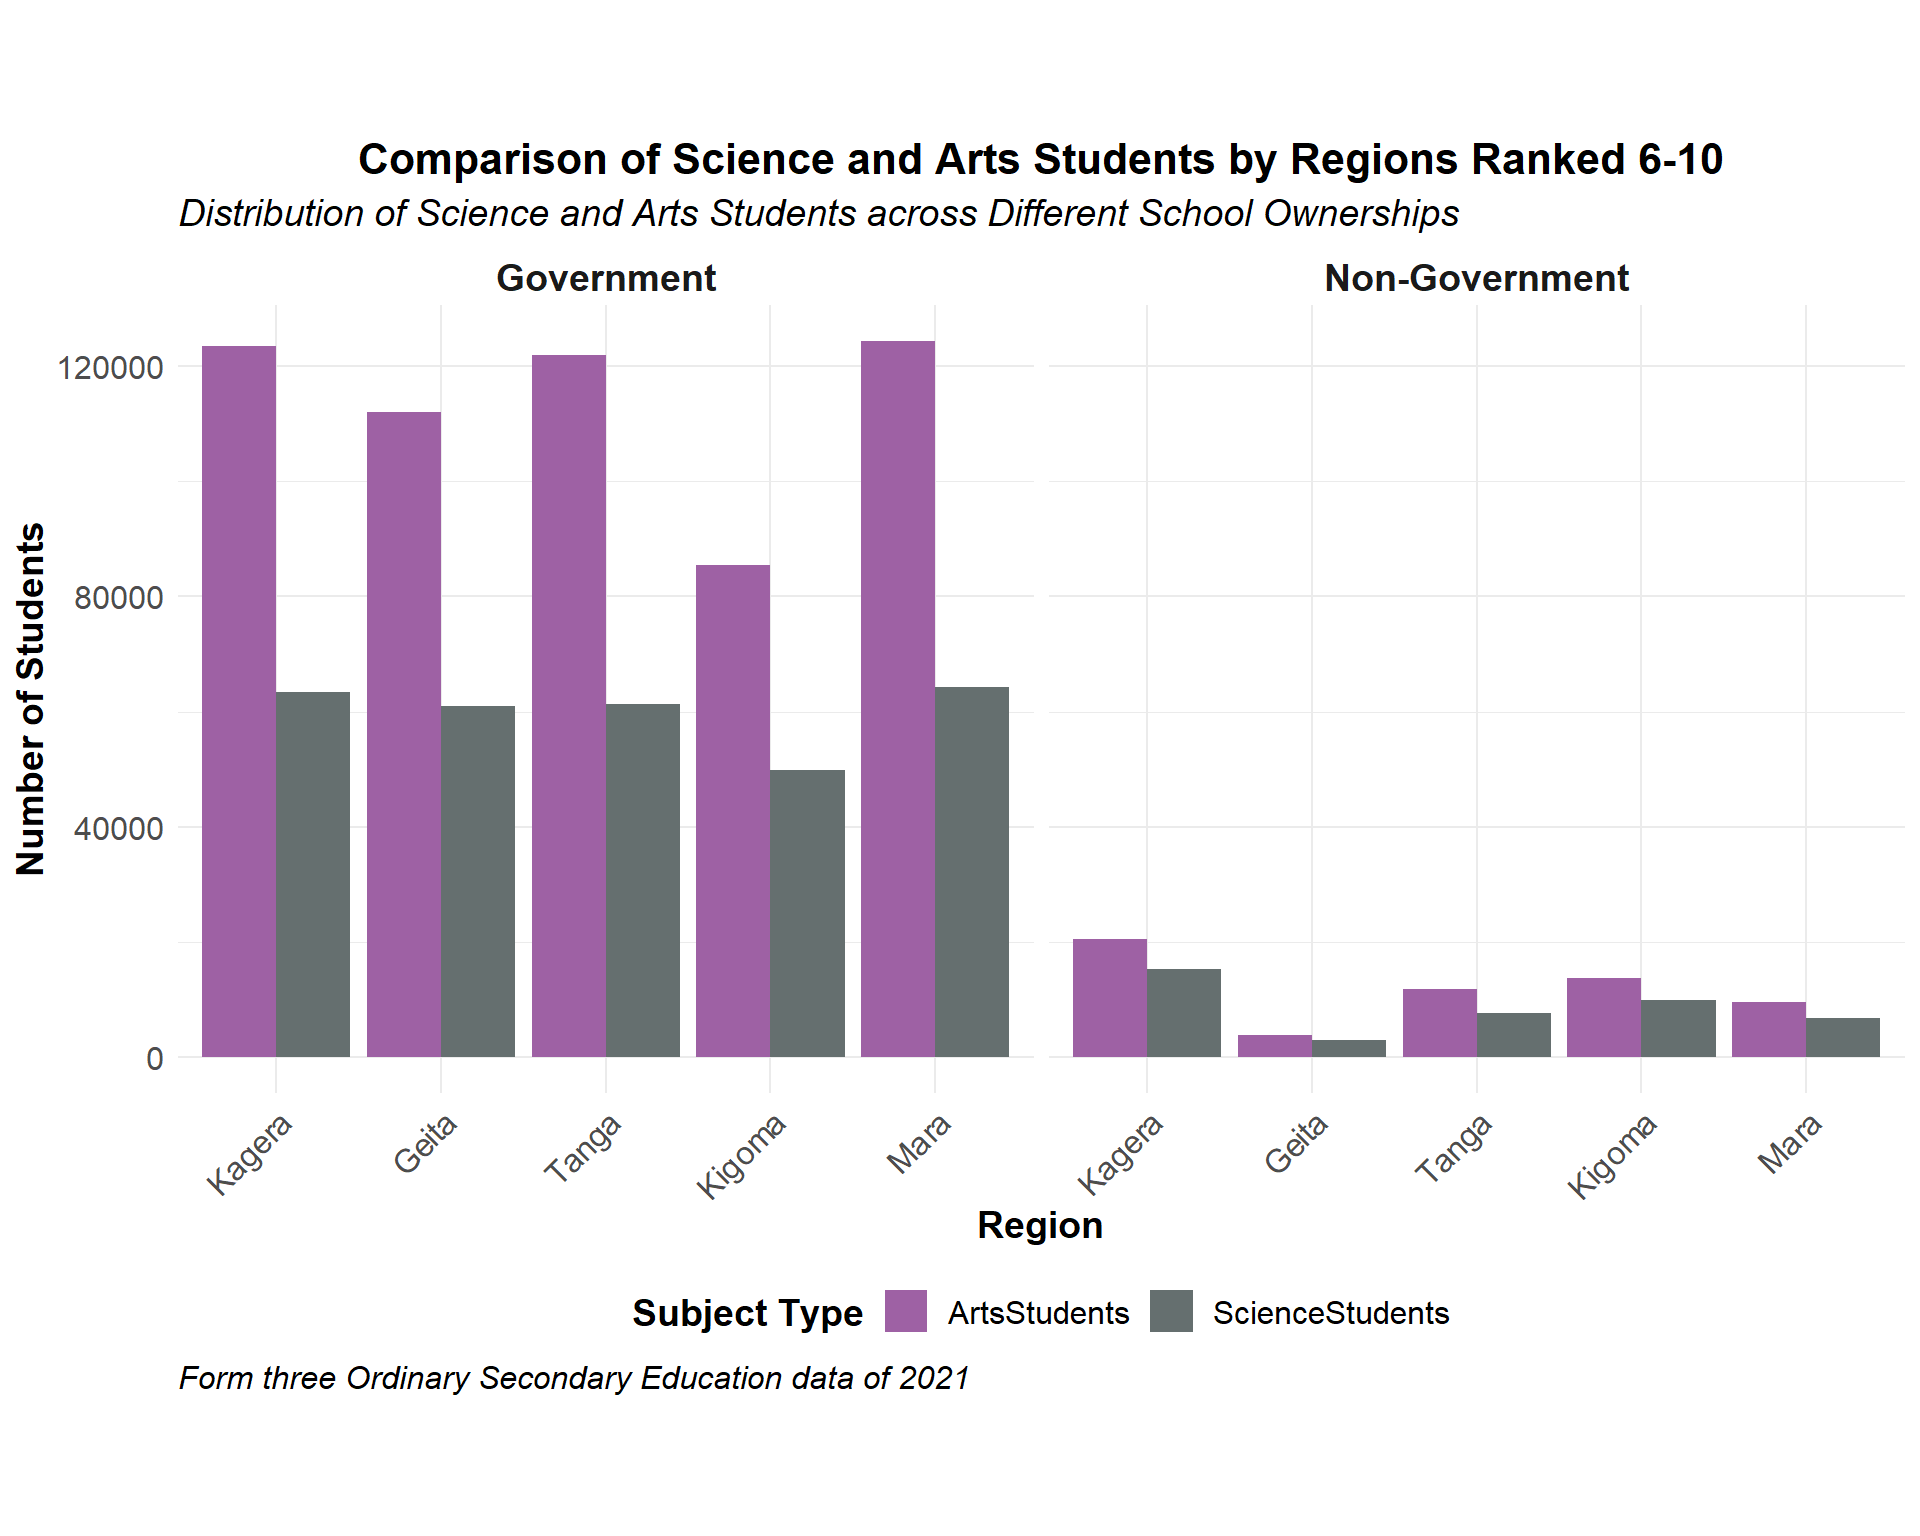 Comparison of Science and Arts Students by Regions Ranked 6-10
Distribution of Science and Arts Students across Different School Ownerships
Government
Non-Government
Number of Students
120000
80000
40000
0
Kagera
Geita
Tanga
Kigoma
Mara
Kagera
Geita
Tanga
Kigoma
Mara
Region
Subject Type
ArtsStudents
ScienceStudents
Form three Ordinary Secondary Education data of 2021